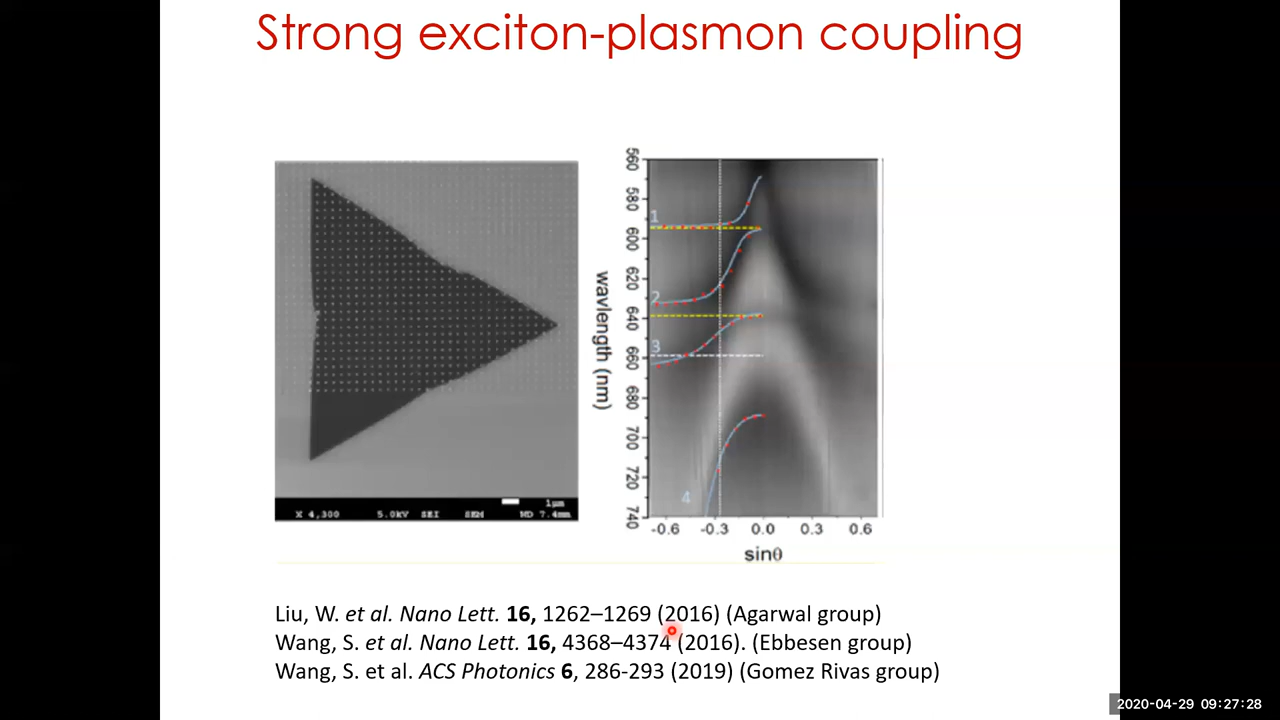 Strong exciton-plasmon coupling
X 4,300 5.0kV SEI SEM WD 7.4mm
1μm
wavlength (nm)
560
580
600
620
640
660
680
700
720
740
1
2
3
4
-0.6 -0.3 0.0 0.3 0.6
sinθ
Liu, W. et al. Nano Lett. 16, 1262–1269 (2016) (Agarwal group)
Wang, S. et al. Nano Lett. 16, 4368–4374 (2016). (Ebbesen group)
Wang, S. et al. ACS Photonics 6, 286-293 (2019) (Gomez Rivas group)
2020-04-29 09:27:28